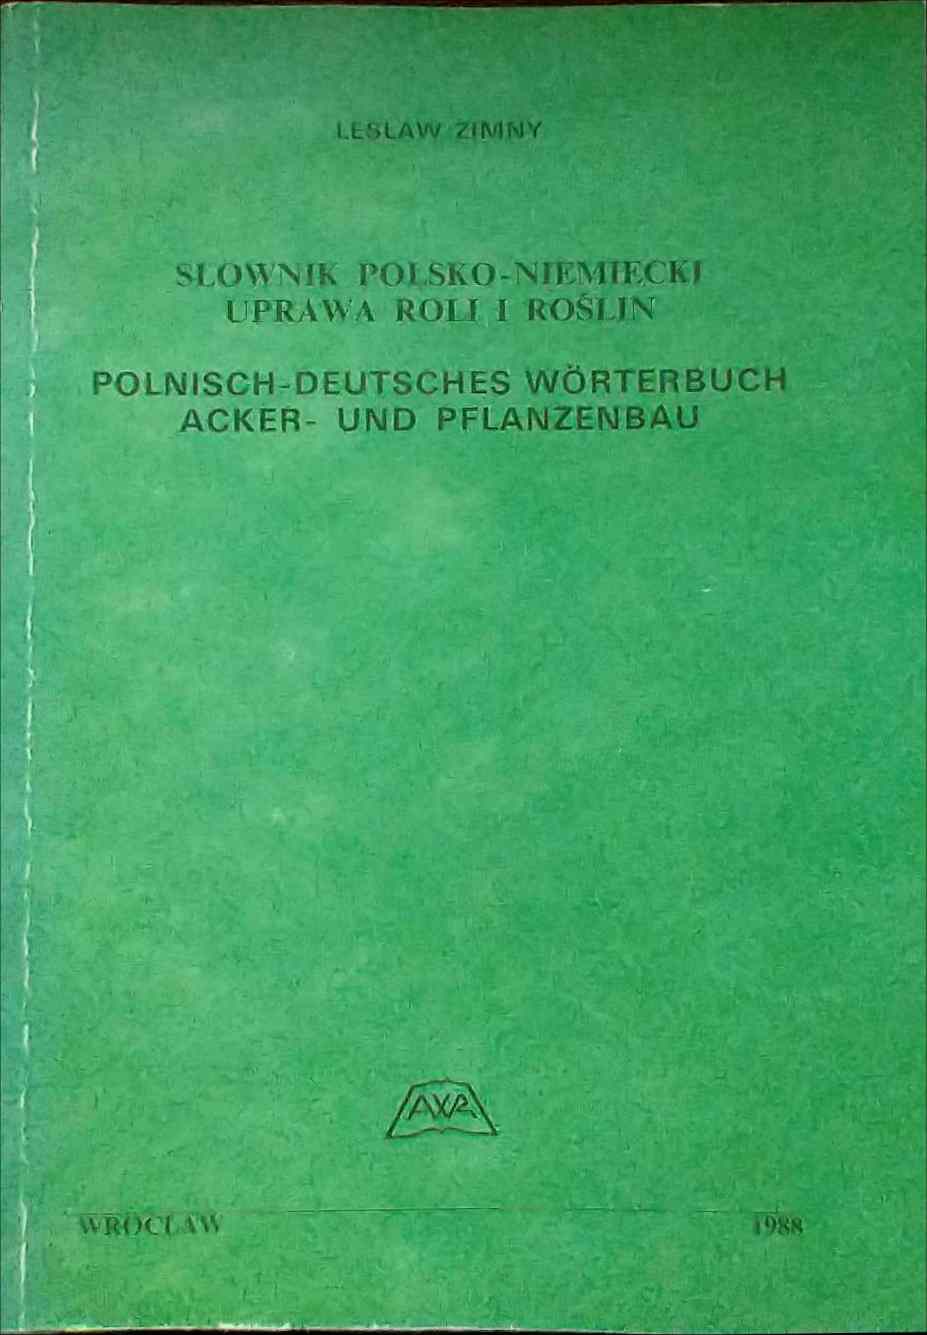 LESŁAW ZIMNY
SŁOWNIK POLSKO-NIEMIECKI
UPRAWA ROLI I ROŚLIN
POLNISCH-DEUTSCHES WÖRTERBUCH
ACKER- UND PFLANZENBAU
AWR
WROCŁAW 1988